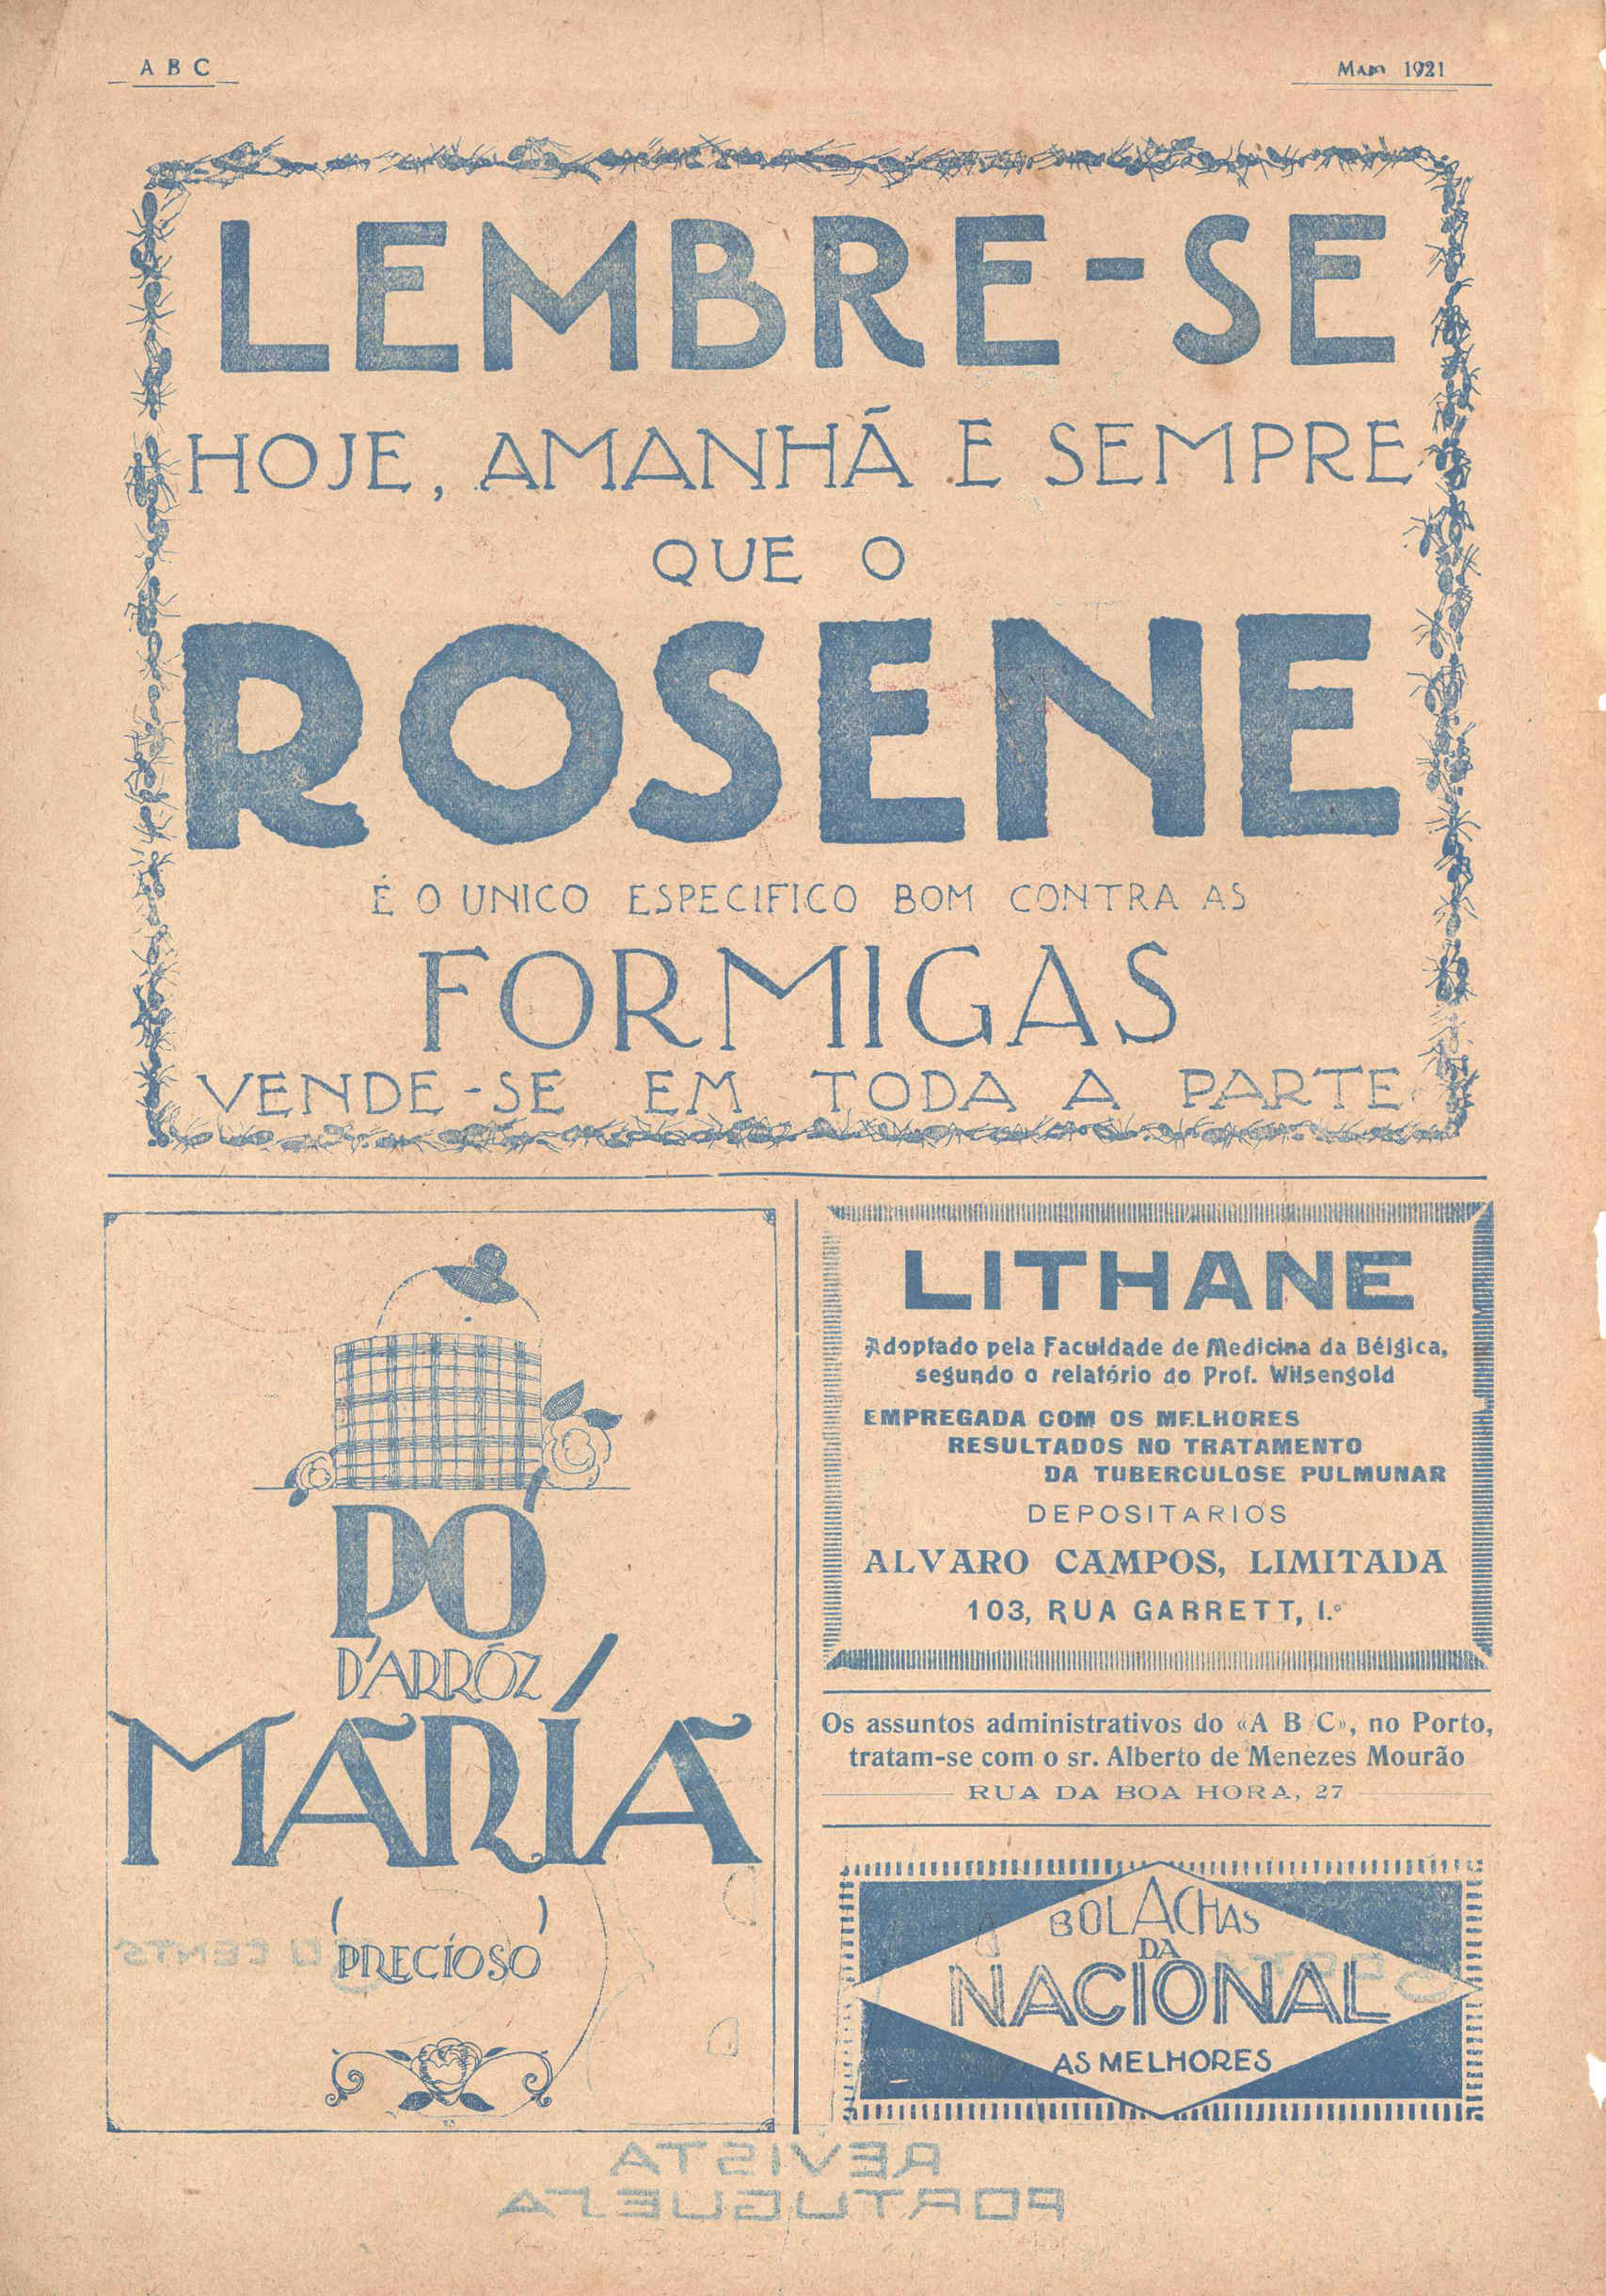 A B C
Maio 1921
LEMBRE-SE
HOJE, AMANHÃ E SEMPRE
QUE O
ROSENE
É O UNICO ESPECIFICO BOM CONTRA AS
FORMIGAS
VENDE-SE EM TODA A PARTE
PÓ
D'ARRÓZ
MARÍA
(PRECÍOSO)
LITHANE
Adoptado pela Faculdade de Medicina da Bélgica,
segundo o relatório do Prof. Wilsengold
EMPREGADA COM OS MELHORES
RESULTADOS NO TRATAMENTO
DA TUBERCULOSE PULMUNAR
DEPOSITARIOS
ALVARO CAMPOS, LIMITADA
103, RUA GARRETT, 1.º
Os assuntos administrativos do «A B C», no Porto,
tratam-se com o sr. Alberto de Menezes Mourão
RUA DA BOA HORA, 27
BOLACHAS
DA
NACIONAL
AS MELHORES
REVISTA
PORTUGUEZA